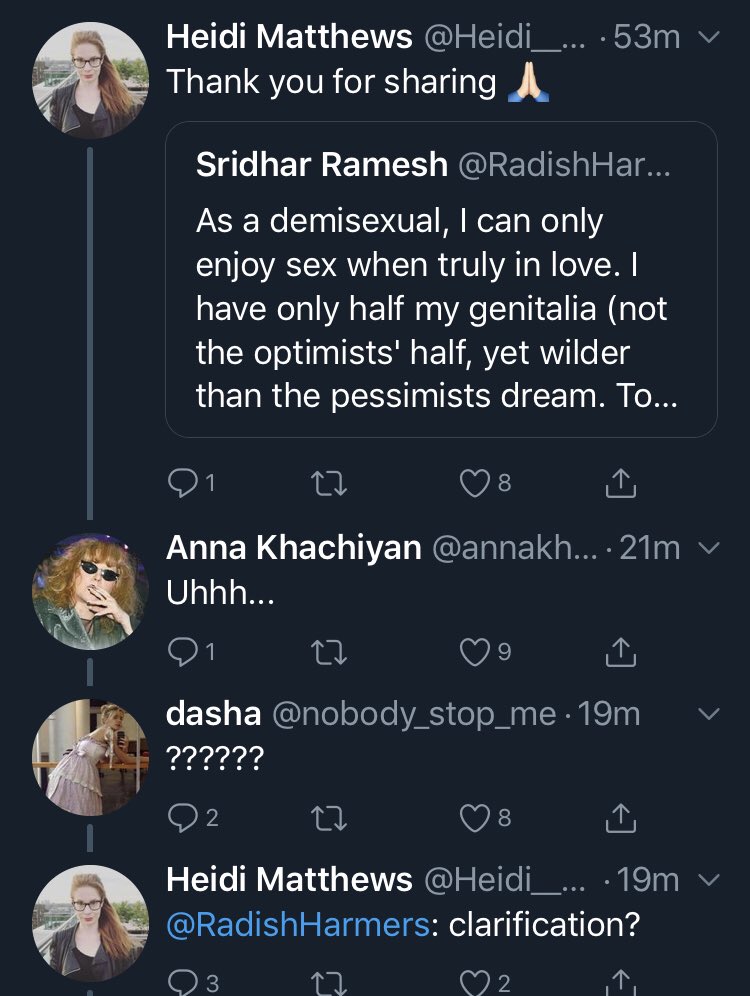 Heidi Matthews @Heidi__... · 53m
Thank you for sharing 🙏🏻
Sridhar Ramesh @RadishHar...
As a demisexual, I can only
enjoy sex when truly in love. I
have only half my genitalia (not
the optimists' half, yet wilder
than the pessimists dream. To...
1 8
Anna Khachiyan @annakh... · 21m
Uhhh...
1 9
dasha @nobody_stop_me · 19m
??????
2 8
Heidi Matthews @Heidi__... · 19m
@RadishHarmers: clarification?
3 2